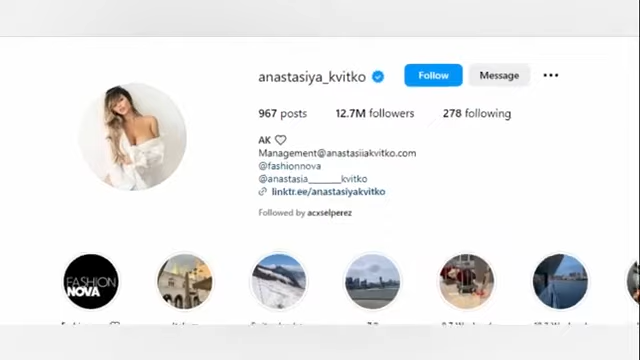 anastasiya_kvitko
Follow
Message
967 posts
12.7M followers
278 following
AK
Management@anastasiiakvitko.com
@fashionnova
@anastasia_______kvitko
linktr.ee/anastasiyakvitko
Followed by acxselperez
FASHION
NOVA